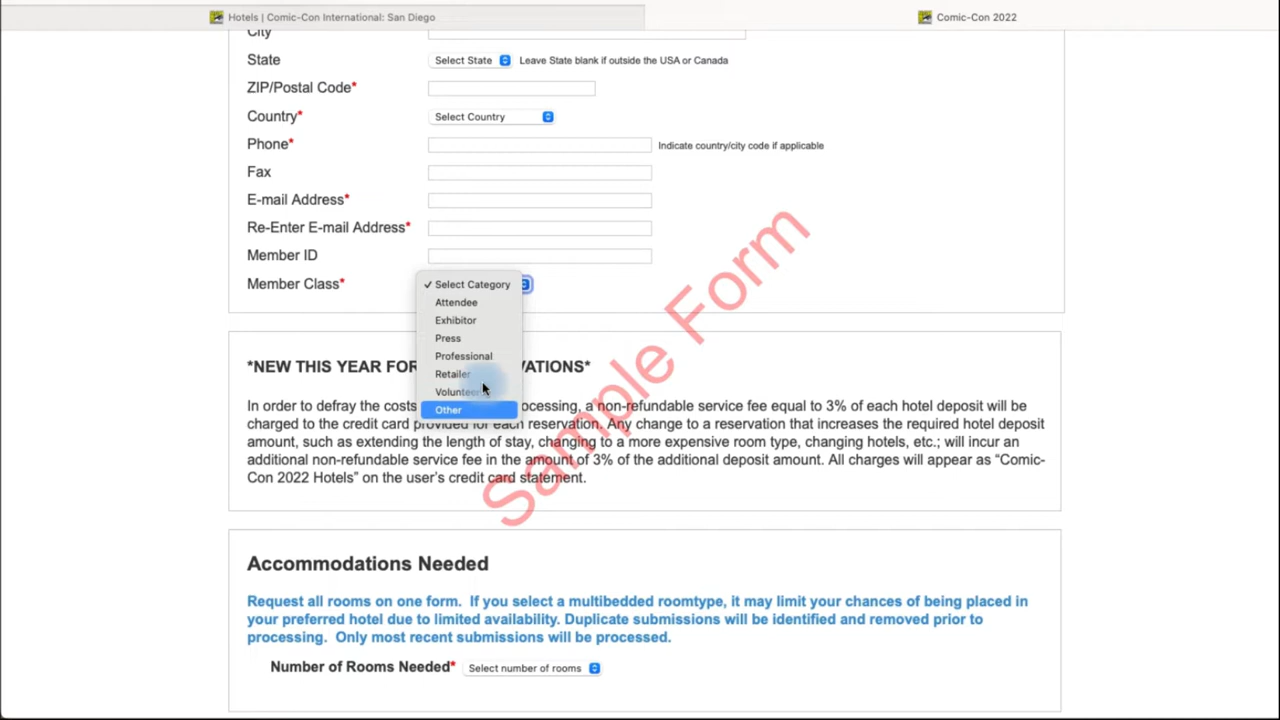 Hotels | Comic-Con International: San Diego
Comic-Con 2022
City
State Select State Leave State blank if outside the USA or Canada
ZIP/Postal Code*
Country* Select Country
Phone* Indicate country/city code if applicable
Fax
E-mail Address*
Re-Enter E-mail Address*
Member ID
Member Class* ✓ Select Category
Attendee
Exhibitor
Press
Professional
Retailer
Volunteer
Other
*NEW THIS YEAR FOR VATIONS*
In order to defray the costs ocessing, a non-refundable service fee equal to 3% of each hotel deposit will be
charged to the credit card provided for each reservation. Any change to a reservation that increases the required hotel deposit
amount, such as extending the length of stay, changing to a more expensive room type, changing hotels, etc.; will incur an
additional non-refundable service fee in the amount of 3% of the additional deposit amount. All charges will appear as “Comic-
Con 2022 Hotels” on the user’s credit card statement.
Sample Form
Accommodations Needed
Request all rooms on one form. If you select a multibedded roomtype, it may limit your chances of being placed in
your preferred hotel due to limited availability. Duplicate submissions will be identified and removed prior to
processing. Only most recent submissions will be processed.
Number of Rooms Needed* Select number of rooms